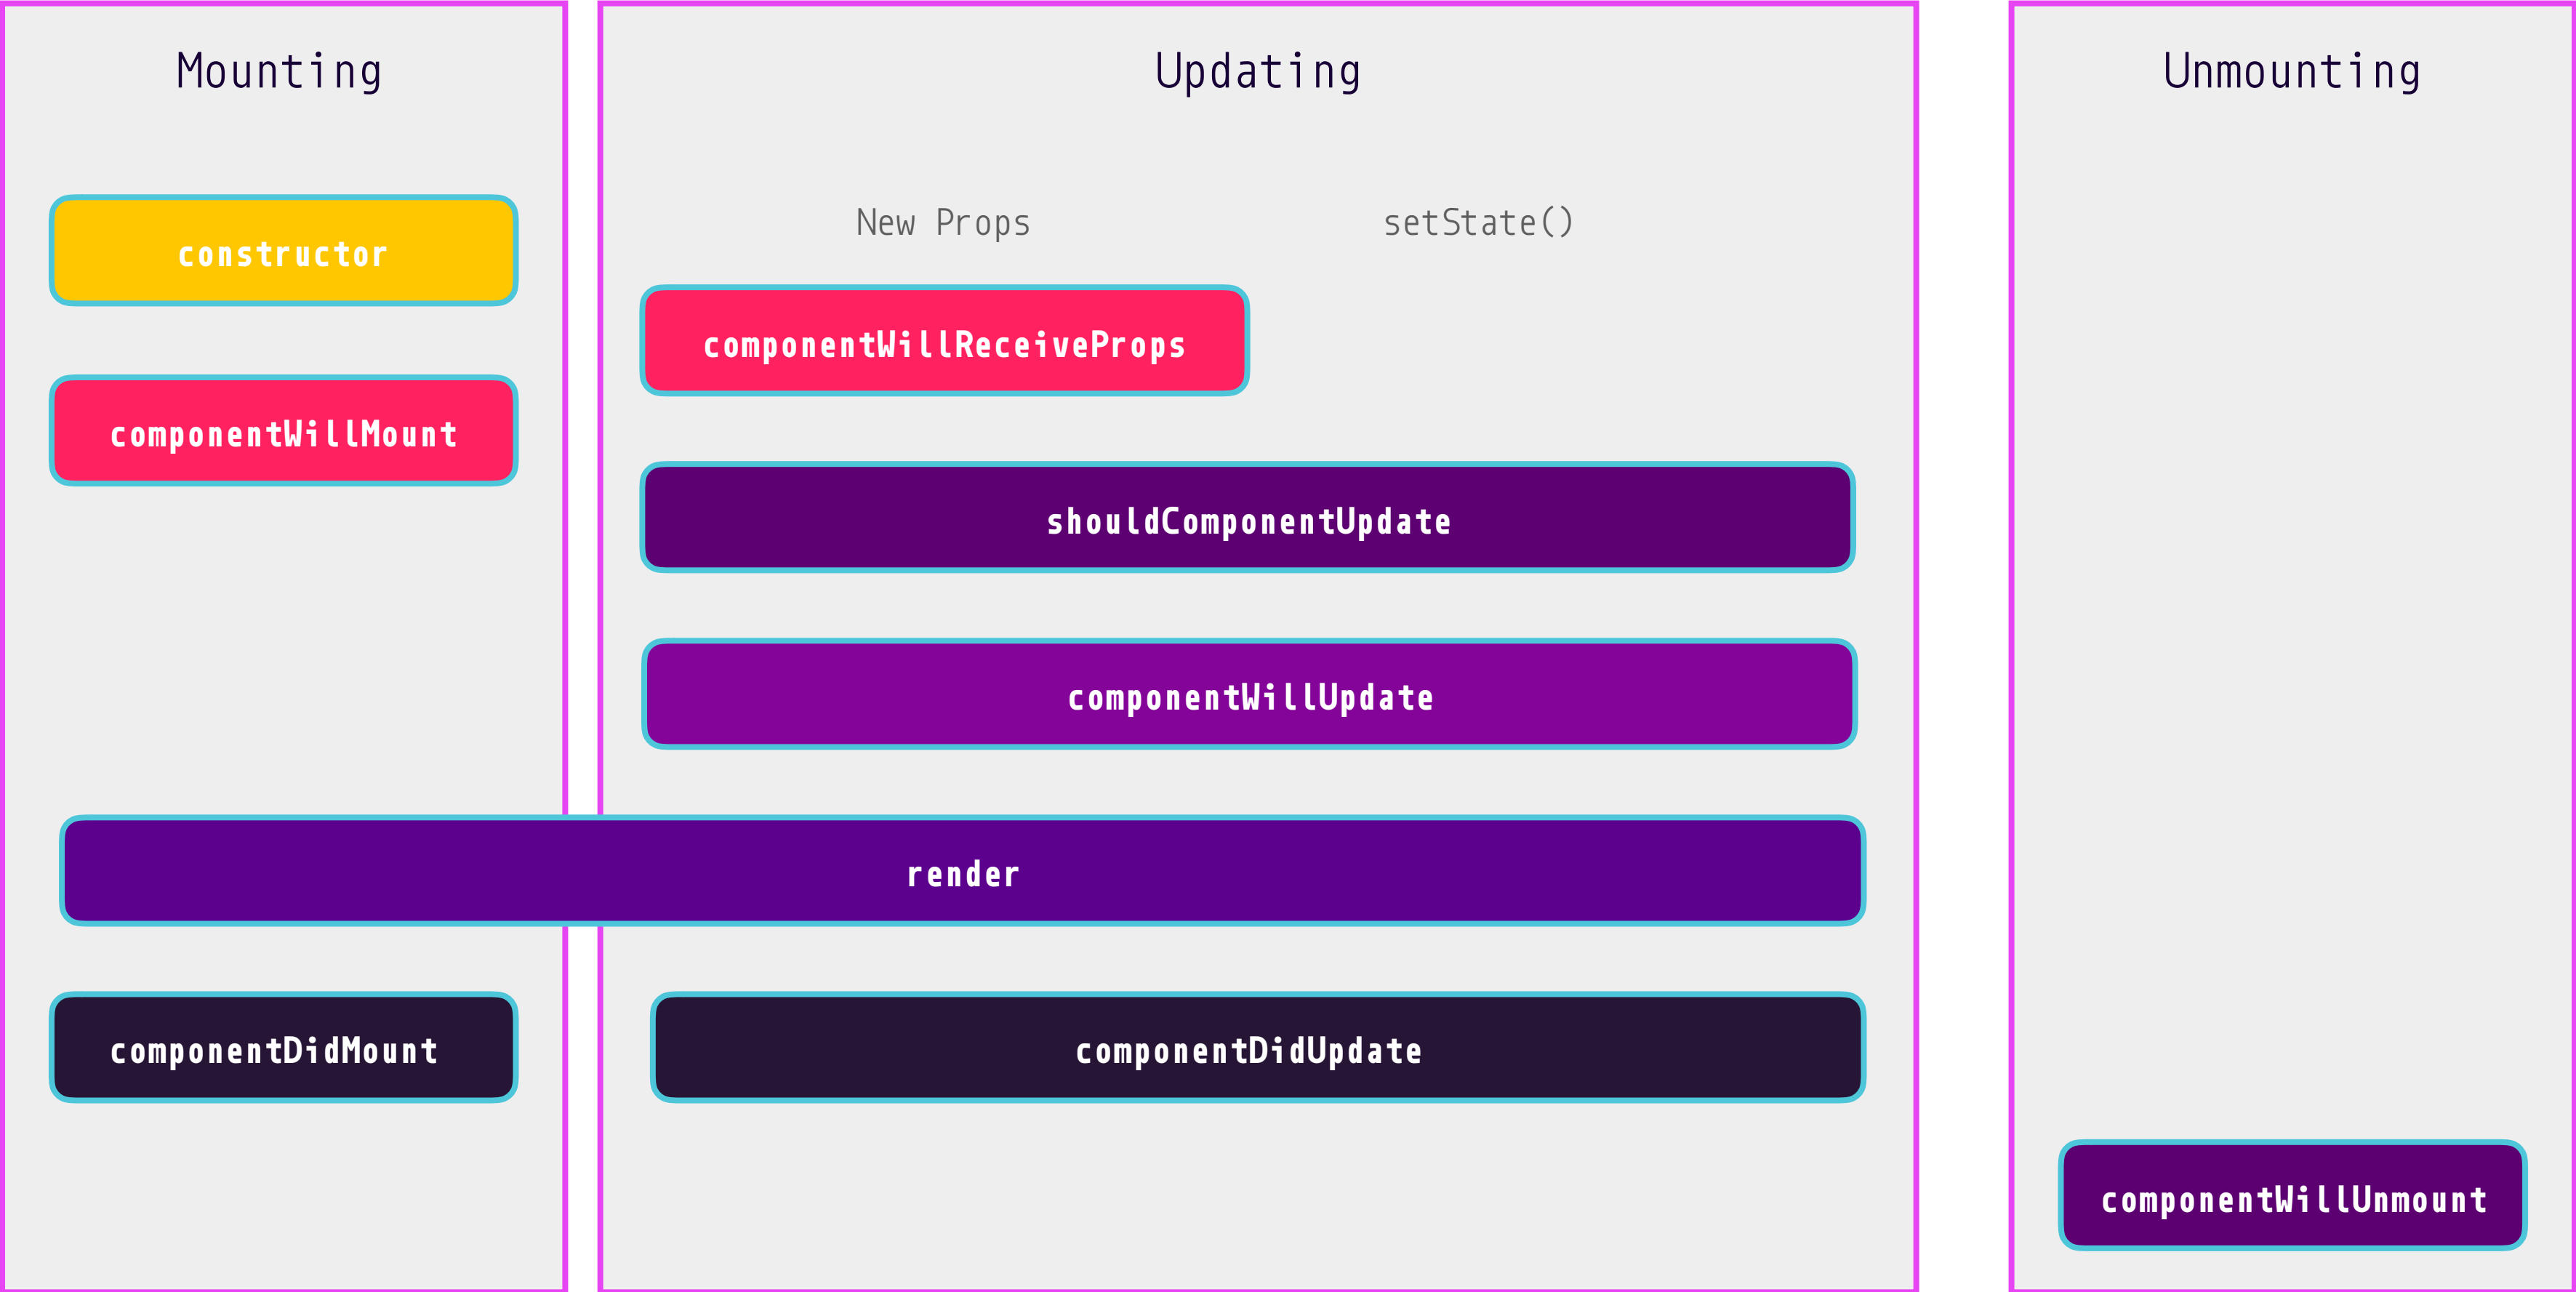 Mounting
constructor
componentWillMount
Updating
New Props
setState()
componentWillReceiveProps
shouldComponentUpdate
componentWillUpdate
render
componentDidMount
componentDidUpdate
Unmounting
componentWillUnmount